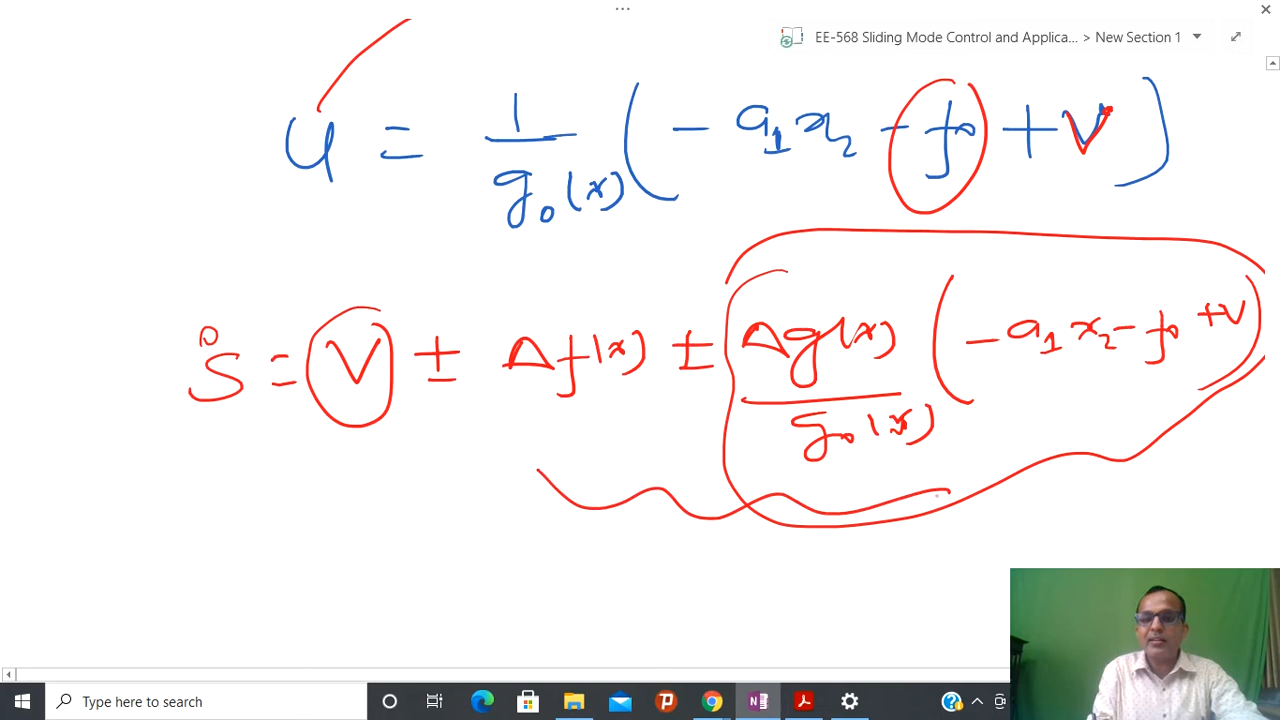 EE-568 Sliding Mode Control and Applica... > New Section 1
u = 1/g₀(x) ( - a₁x₂ - f₀ + v )
ṡ = v ± Δf(x) ± Δg(x)/g₀(x) ( - a₁x₂ - f₀ + v )
Type here to search